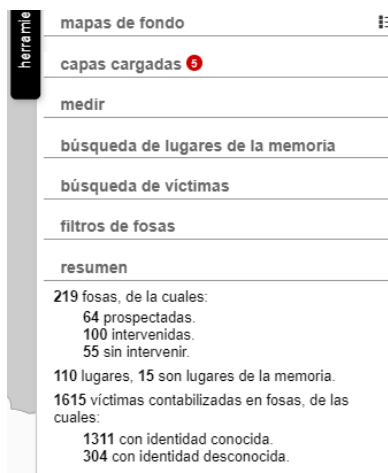 herramie
mapas de fondo
capas cargadas 5
medir
búsqueda de lugares de la memoria
búsqueda de víctimas
filtros de fosas
resumen
219 fosas, de la cuales:
64 prospectadas.
100 intervenidas.
55 sin intervenir.
110 lugares, 15 son lugares de la memoria.
1615 víctimas contabilizadas en fosas, de las
cuales:
1311 con identidad conocida.
304 con identidad desconocida.